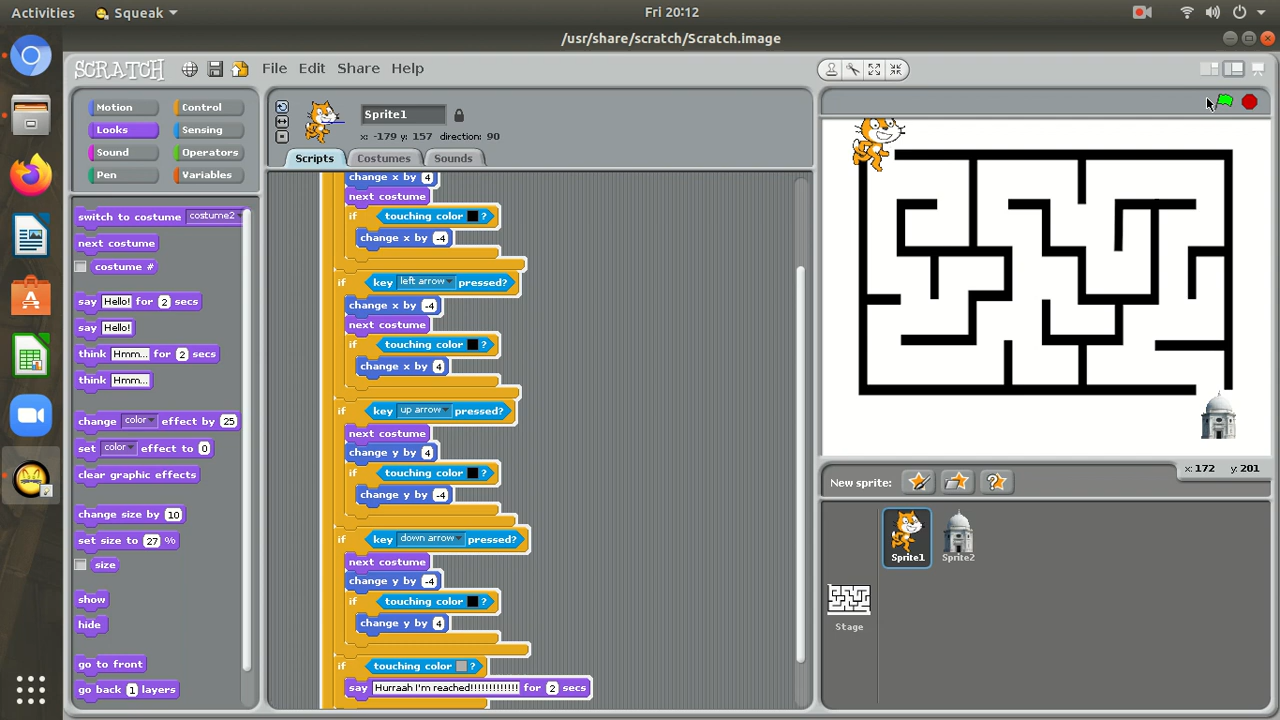 Activities Squeak Fri 20:12
/usr/share/scratch/Scratch.image
SCRATCH File Edit Share Help
Motion Control
Looks Sensing
Sound Operators
Pen Variables
switch to costume costume2
next costume
costume #
say Hello! for 2 secs
say Hello!
think Hmm... for 2 secs
think Hmm...
change color effect by 25
set color effect to 0
clear graphic effects
change size by 10
set size to 27 %
size
show
hide
go to front
go back 1 layers
Sprite1
x: -179 y: 157 direction: 90
Scripts Costumes Sounds
change x by 4
next costume
if touching color ?
change x by -4
if key left arrow pressed?
change x by -4
next costume
if touching color ?
change x by 4
if key up arrow pressed?
next costume
change y by 4
if touching color ?
change y by -4
if key down arrow pressed?
next costume
change y by -4
if touching color ?
change y by 4
if touching color ?
say Hurraah I'm reached!!!!!!!!!!!!! for 2 secs
x: 172 y: 201
New sprite:
Sprite1 Sprite2
Stage